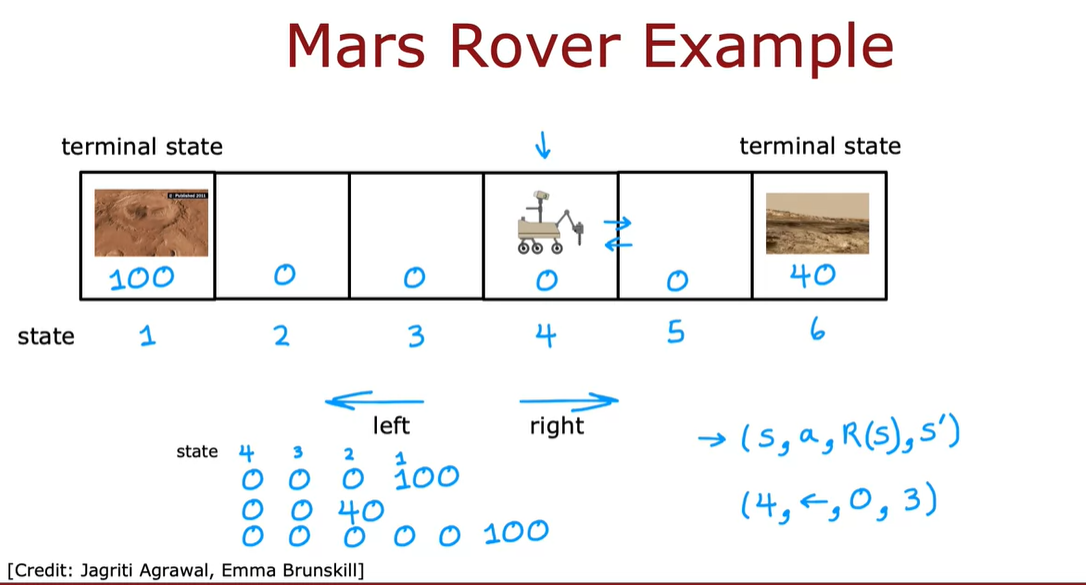 Mars Rover Example
terminal state
terminal state
↓
→
←
100 0 0 0 0 40
state 1 2 3 4 5 6
← →
left right
→ (s, a, R(s), s')
state 4 3 2 1
0 0 0 100
(4, ←, 0, 3)
0 0 40
0 0 0 0 0 100
[Credit: Jagriti Agrawal, Emma Brunskill]